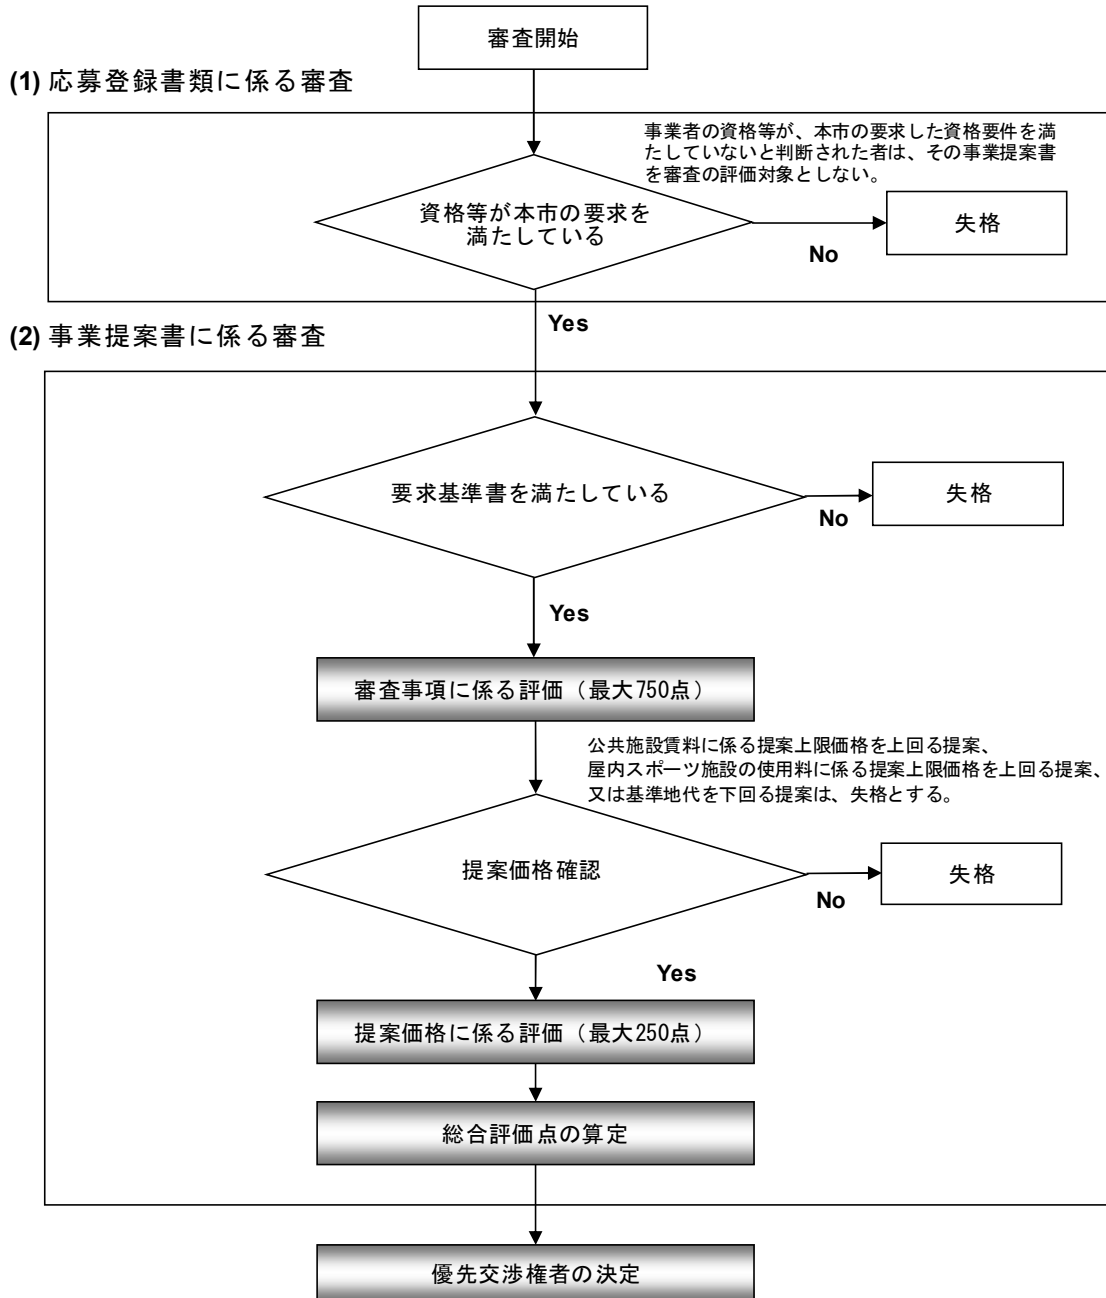 審査開始
(1) 応募登録書類に係る審査
事業者の資格等が、本市の要求した資格要件を満
たしていないと判断された者は、その事業提案書
を審査の評価対象としない。
資格等が本市の要求を
満たしている
失格
No
Yes
(2) 事業提案書に係る審査
要求基準書を満たしている
失格
No
Yes
審査事項に係る評価（最大750点）
公共施設賃料に係る提案上限価格を上回る提案、
屋内スポーツ施設の使用料に係る提案上限価格を上回る提案、
又は基準地代を下回る提案は、失格とする。
提案価格確認
失格
No
Yes
提案価格に係る評価（最大250点）
総合評価点の算定
優先交渉権者の決定